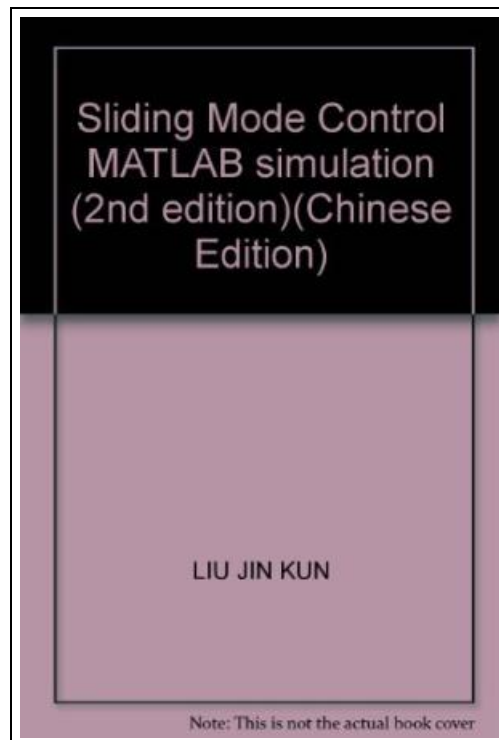 Sliding Mode Control
MATLAB simulation
(2nd edition)(Chinese
Edition)
LIU JIN KUN
Note: This is not the actual book cover